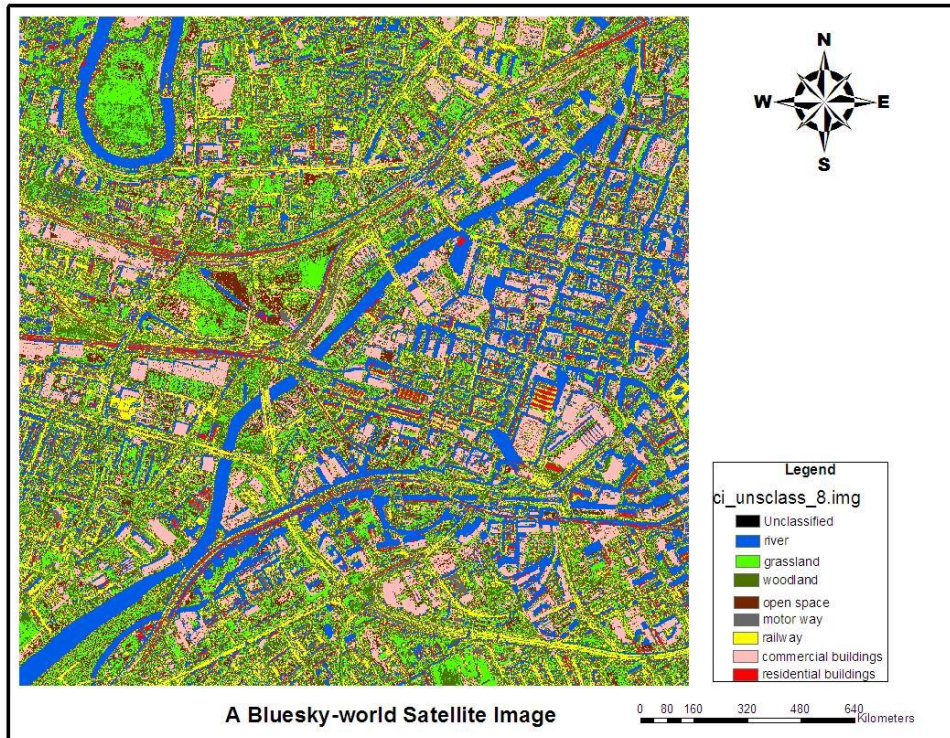 N
W E
S
Legend
ci_unsclass_8.img
Unclassified
river
grassland
woodland
open space
motor way
railway
commercial buildings
residential buildings
A Bluesky-world Satellite Image
0 80 160 320 480 640
Kilometers